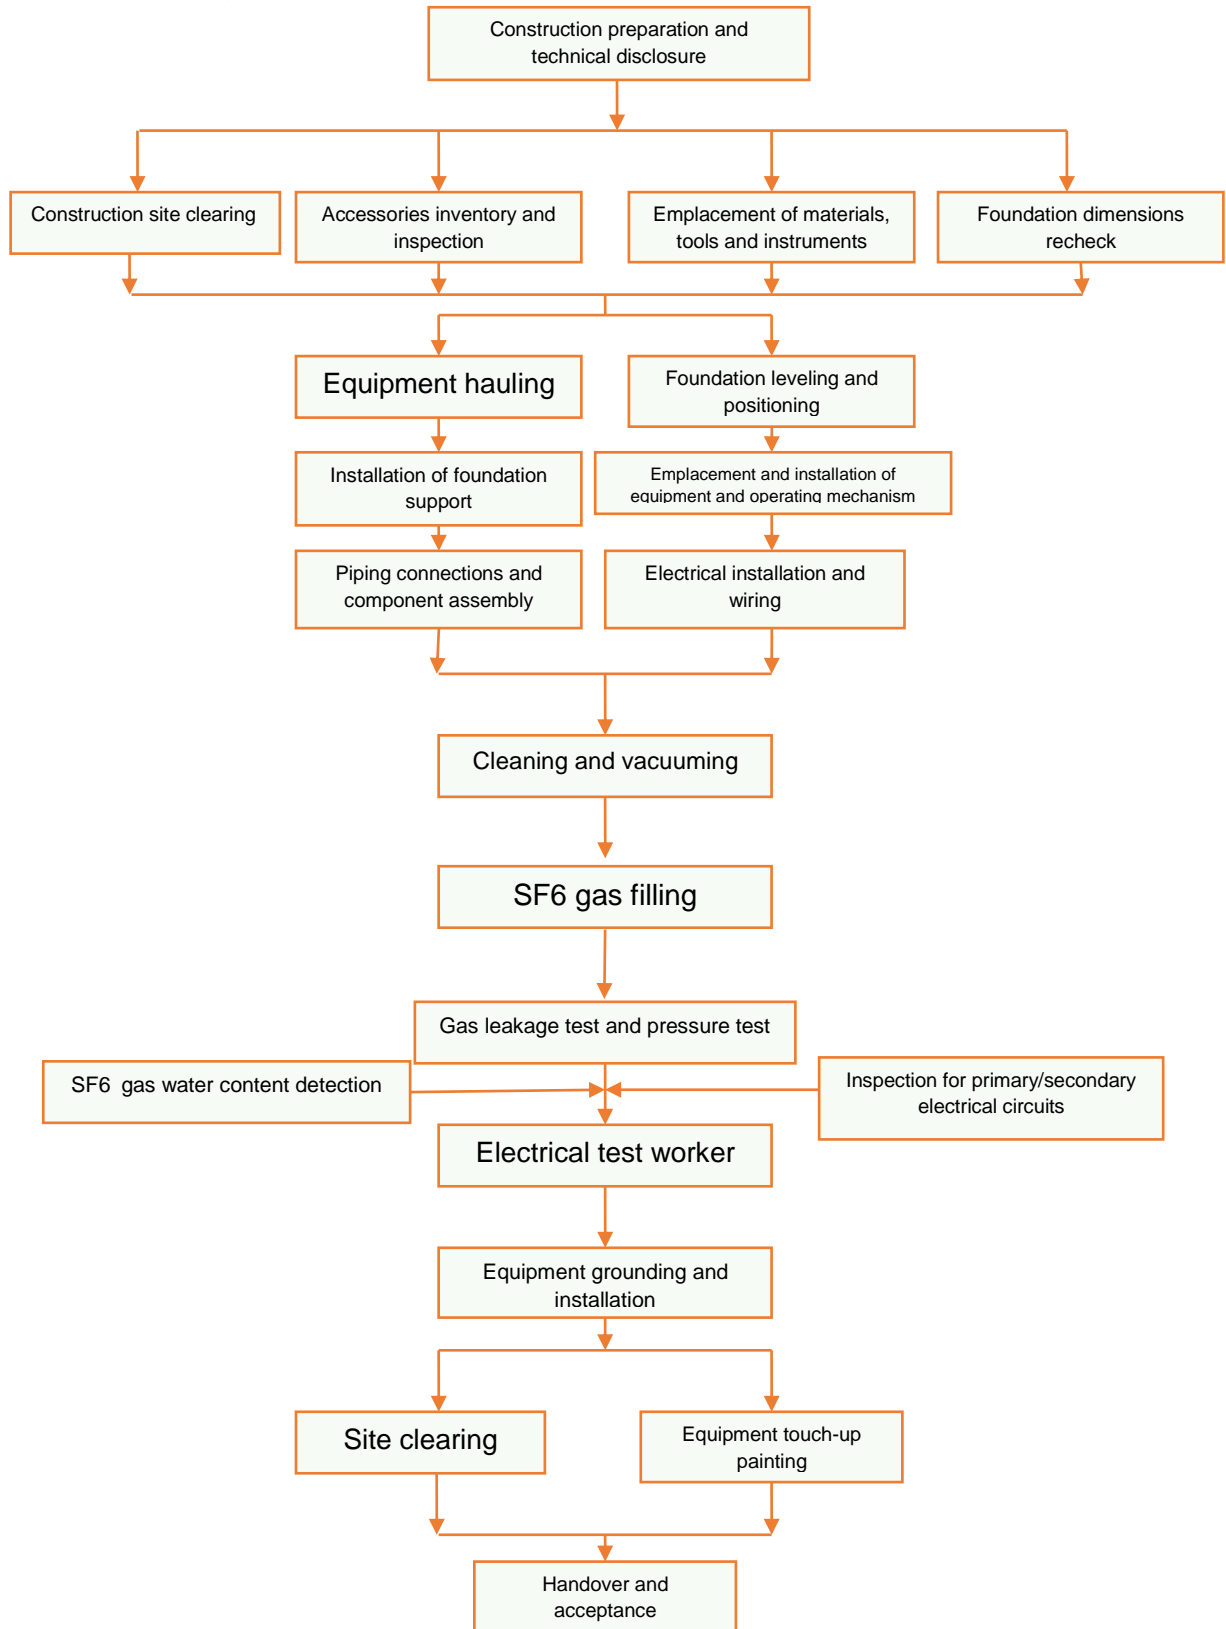 Construction preparation and
technical disclosure
Construction site clearing
Accessories inventory and
inspection
Emplacement of materials,
tools and instruments
Foundation dimensions
recheck
Equipment hauling
Foundation leveling and
positioning
Installation of foundation
support
Emplacement and installation of
equipment and operating mechanism
Piping connections and
component assembly
Electrical installation and
wiring
Cleaning and vacuuming
SF6 gas filling
Gas leakage test and pressure test
SF6 gas water content detection
Inspection for primary/secondary
electrical circuits
Electrical test worker
Equipment grounding and
installation
Site clearing
Equipment touch-up
painting
Handover and
acceptance